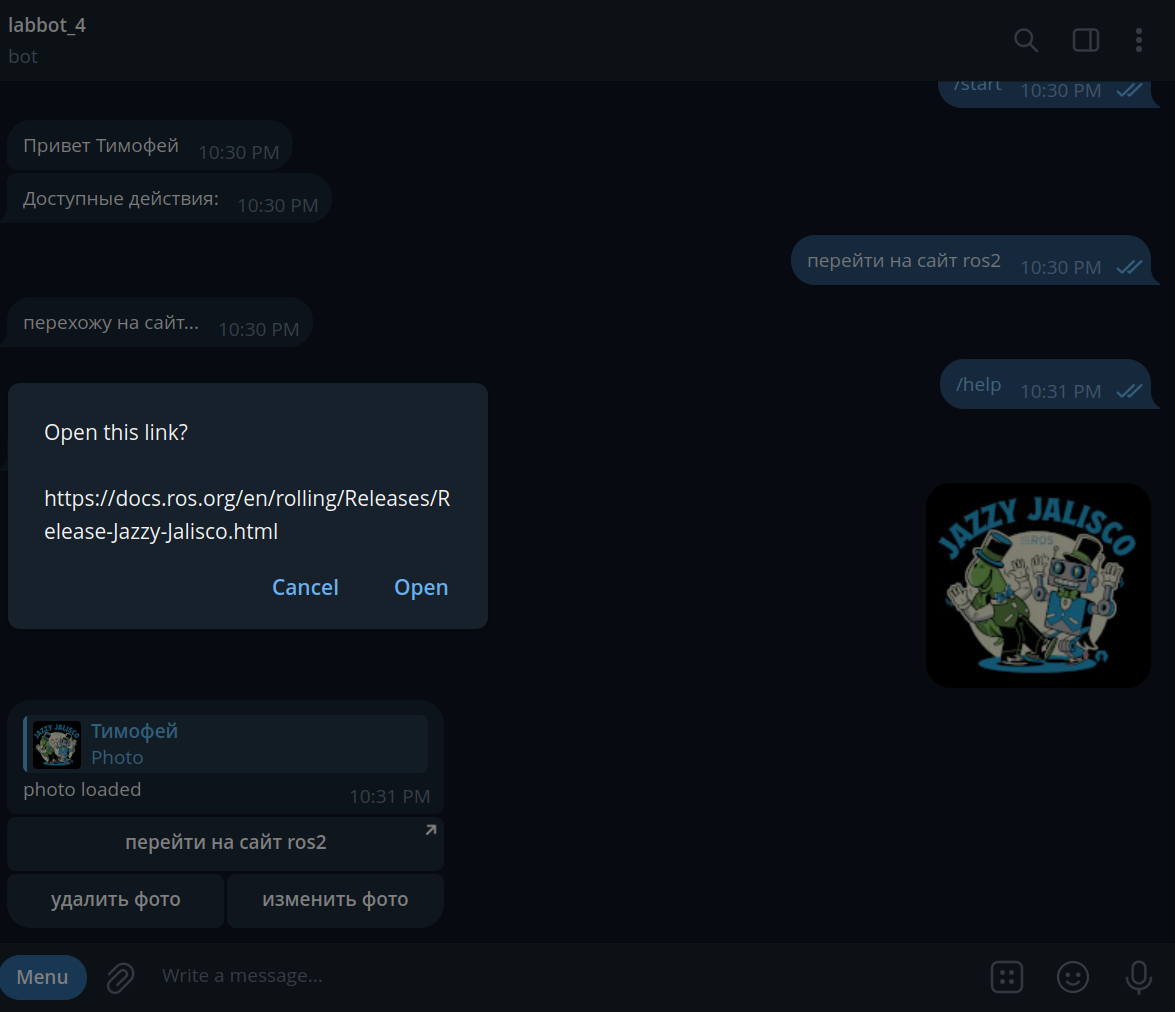 labbot_4
bot
/start 10:30 PM
Привет Тимофей 10:30 PM
Доступные действия: 10:30 PM
перейти на сайт ros2 10:30 PM
перехожу на сайт... 10:30 PM
/help 10:31 PM
Open this link?
https://docs.ros.org/en/rolling/Releases/R
elease-Jazzy-Jalisco.html
Cancel Open
JAZZY JALISCO
ROS
JAZZY JALISCO
Тимофей
Photo
photo loaded 10:31 PM
перейти на сайт ros2
удалить фото изменить фото
Menu Write a message...